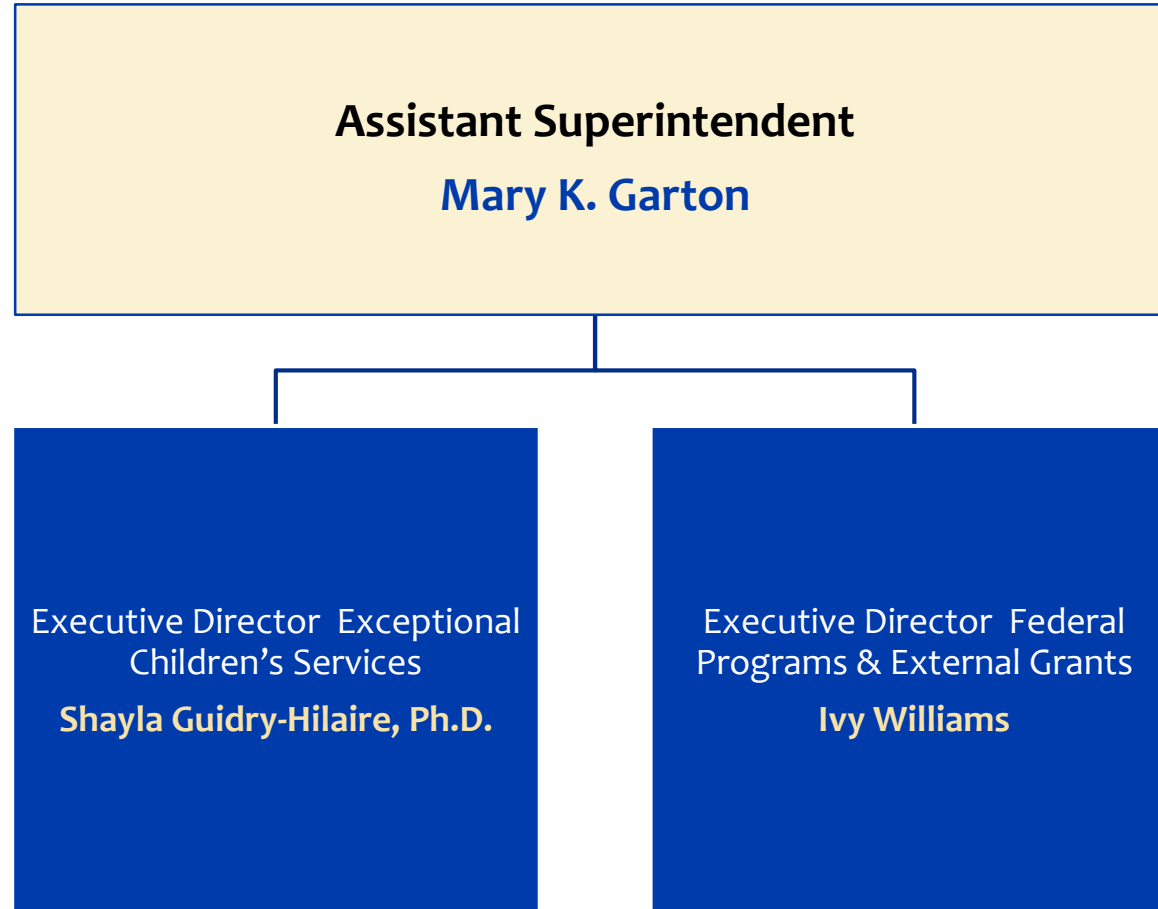 Assistant Superintendent
Mary K. Garton
Executive Director  Exceptional
Children’s Services
Shayla Guidry-Hilaire, Ph.D.
Executive Director  Federal
Programs & External Grants
Ivy Williams